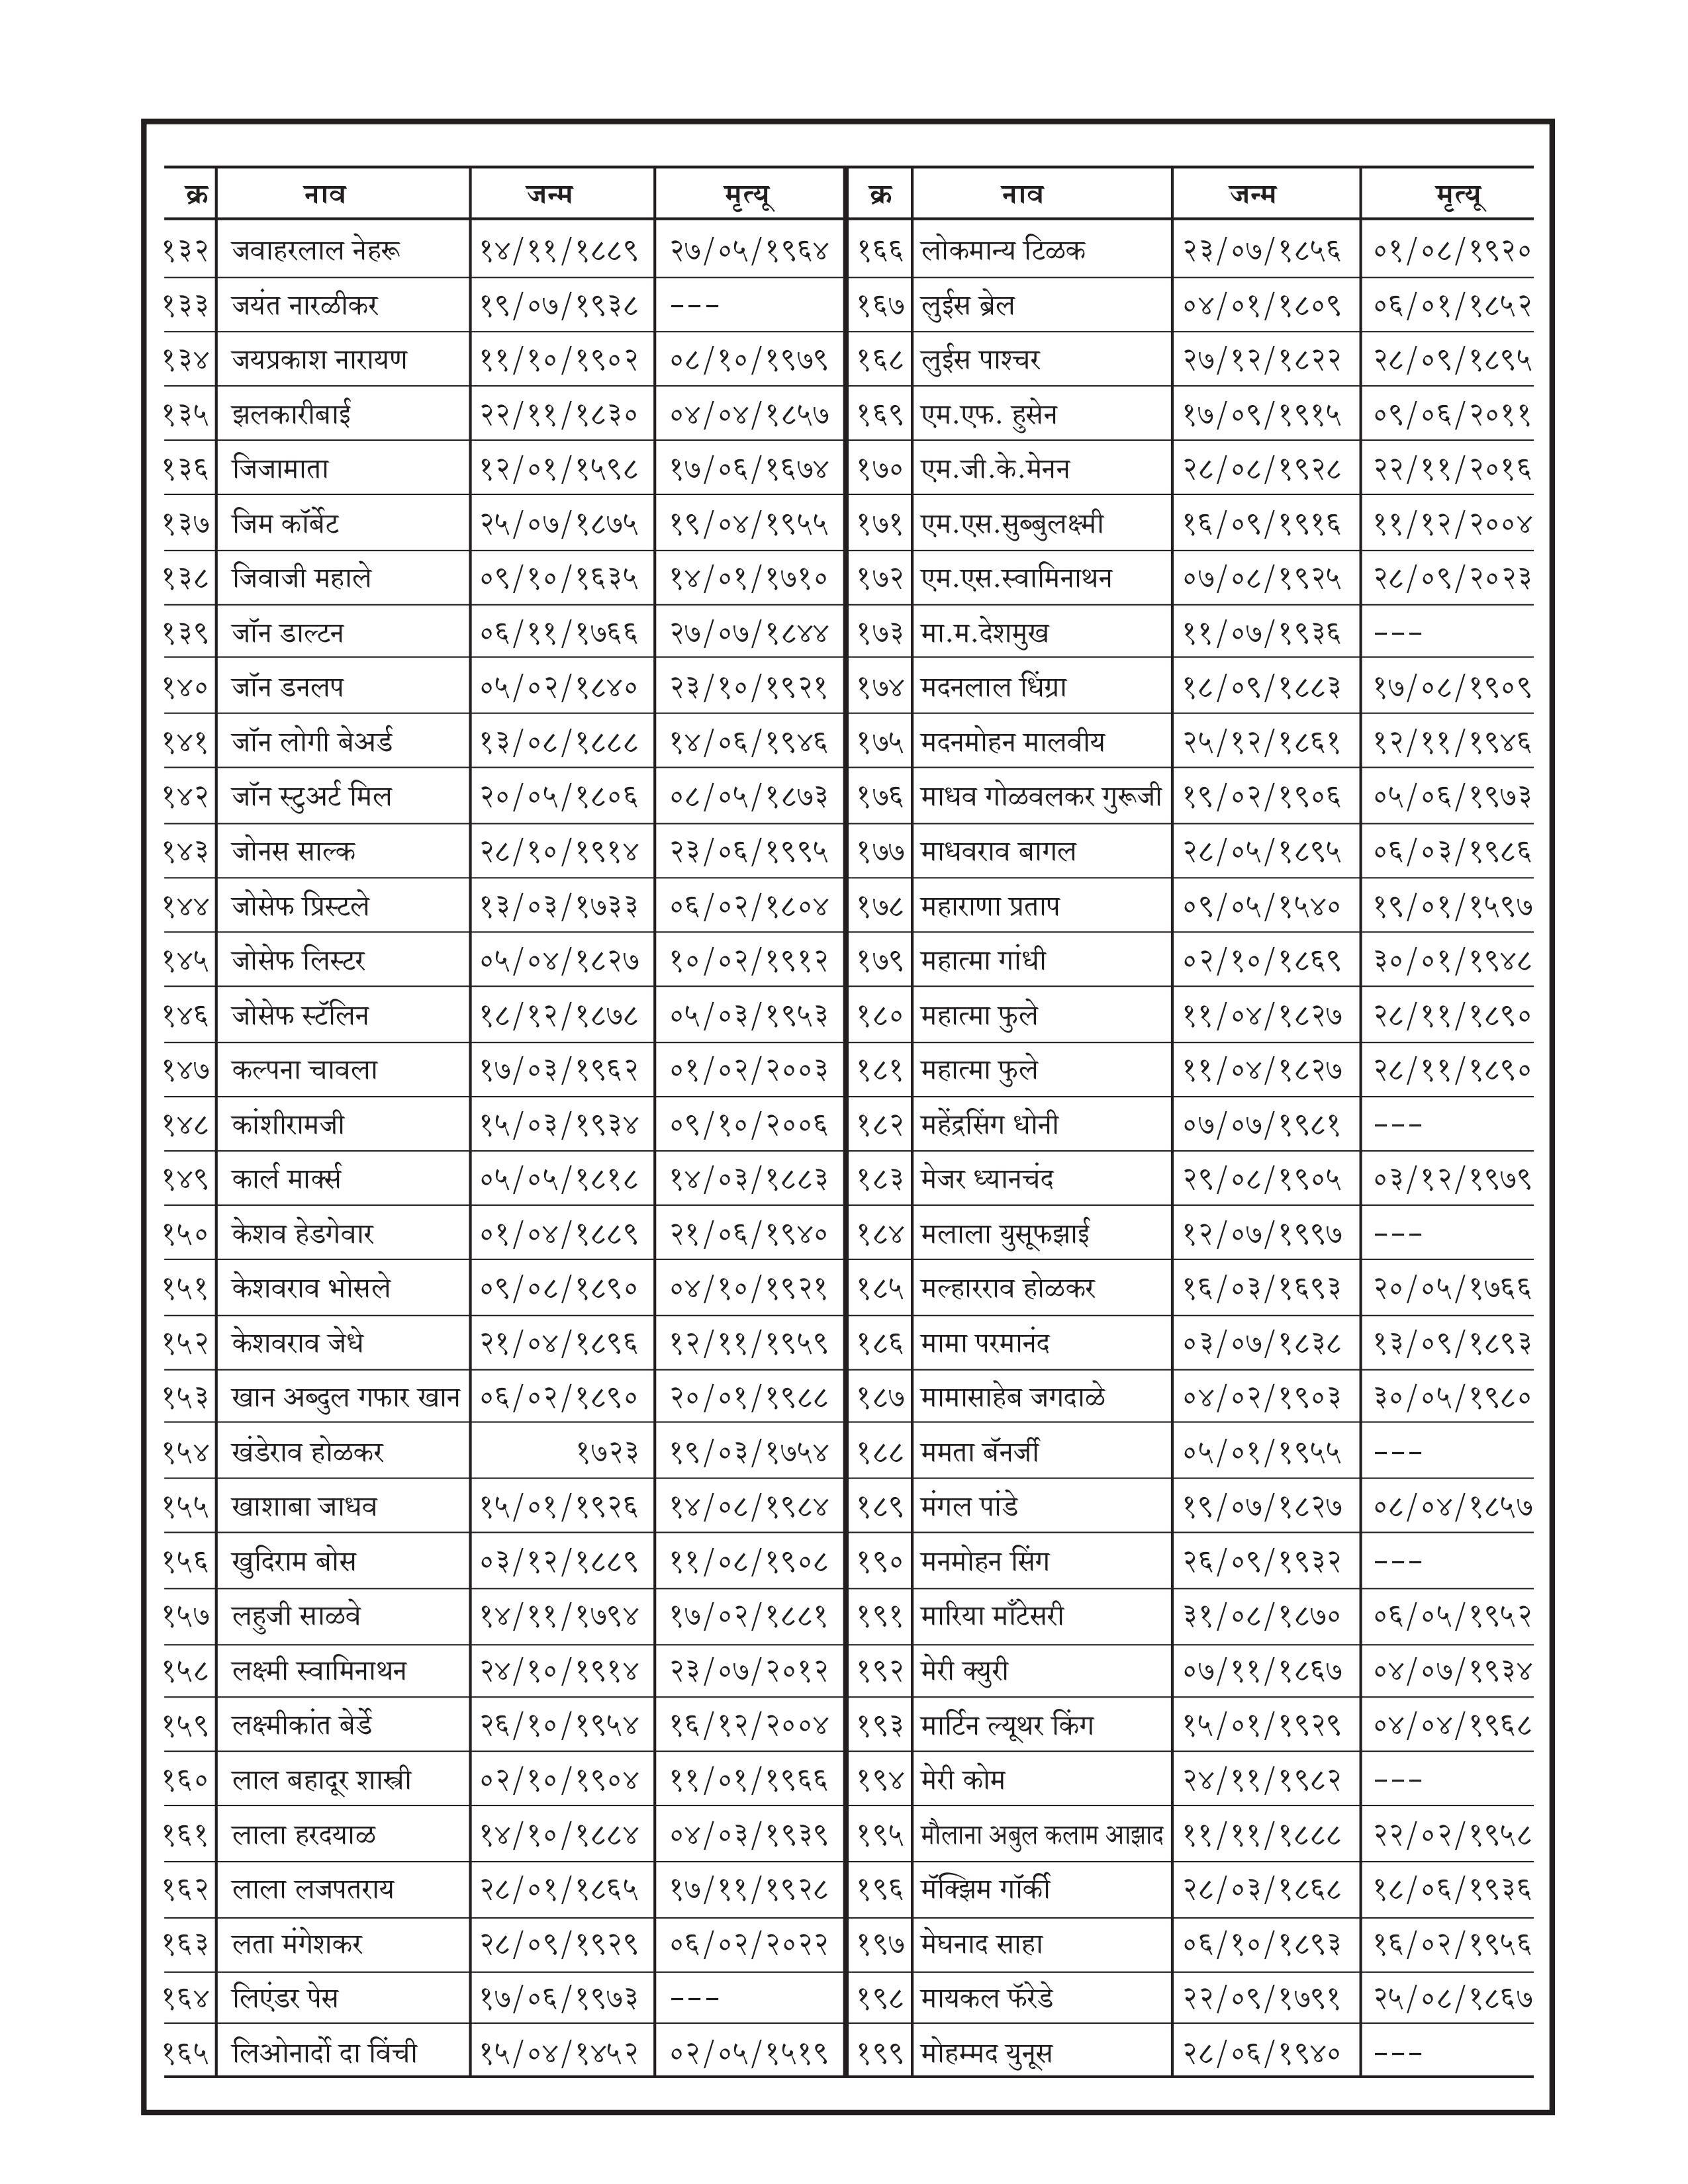 क्र नाव जन्म मृत्यू क्र नाव जन्म मृत्यू
१३२ जवाहरलाल नेहरू १४/११/१८८९ २७/०५/१९६४ १६६ लोकमान्य टिळक २३/०७/१८५६ ०१/०८/१९२०
१३३ जयंत नारळीकर १९/०७/१९३८ --- १६७ लुईस ब्रेल ०४/०१/१८०९ ०६/०१/१८५२
१३४ जयप्रकाश नारायण ११/१०/१९०२ ०८/१०/१९७९ १६८ लुईस पाश्चर २७/१२/१८२२ २८/०९/१८९५
१३५ झलकारीबाई २२/११/१८३० ०४/०४/१८५७ १६९ एम.एफ. हुसेन १७/०९/१९१५ ०९/०६/२०११
१३६ जिजामाता १२/०१/१५९८ १७/०६/१६७४ १७० एम.जी.के.मेनन २८/०८/१९२८ २२/११/२०१६
१३७ जिम कॉर्बेट २५/०७/१८७५ १९/०४/१९५५ १७१ एम.एस.सुब्बुलक्ष्मी १६/०९/१९१६ ११/१२/२००४
१३८ जिवाजी महाले ०९/१०/१६३५ १४/०१/१७१० १७२ एम.एस.स्वामिनाथन ०७/०८/१९२५ २८/०९/२०२३
१३९ जॉन डाल्टन ०६/११/१७६६ २७/०७/१८४४ १७३ मा.म.देशमुख ११/०७/१९३६ ---
१४० जॉन डनलप ०५/०२/१८४० २३/१०/१९२१ १७४ मदनलाल धिंग्रा १८/०९/१८८३ १७/०८/१९०९
१४१ जॉन लोगी बेअर्ड १३/०८/१८८८ १४/०६/१९४६ १७५ मदनमोहन मालवीय २५/१२/१८६१ १२/११/१९४६
१४२ जॉन स्टुअर्ट मिल २०/०५/१८०६ ०८/०५/१८७३ १७६ माधव गोळवलकर गुरूजी १९/०२/१९०६ ०५/०६/१९७३
१४३ जोनस साल्क २८/१०/१९१४ २३/०६/१९९५ १७७ माधवराव बागल २८/०५/१८९५ ०६/०३/१९८६
१४४ जोसेफ प्रिस्टले १३/०३/१७३३ ०६/०२/१८०४ १७८ महाराणा प्रताप ०९/०५/१५४० १९/०१/१५९७
१४५ जोसेफ लिस्टर ०५/०४/१८२७ १०/०२/१९१२ १७९ महात्मा गांधी ०२/१०/१८६९ ३०/०१/१९४८
१४६ जोसेफ स्टॅलिन १८/१२/१८७८ ०५/०३/१९५३ १८० महात्मा फुले ११/०४/१८२७ २८/११/१८९०
१४७ कल्पना चावला १७/०३/१९६२ ०१/०२/२००३ १८१ महात्मा फुले ११/०४/१८२७ २८/११/१८९०
१४८ कांशीरामजी १५/०३/१९३४ ०९/१०/२००६ १८२ महेंद्रसिंग धोनी ०७/०७/१९८१ ---
१४९ कार्ल मार्क्स ०५/०५/१८१८ १४/०३/१८८३ १८३ मेजर ध्यानचंद २९/०८/१९०५ ०३/१२/१९७९
१५० केशव हेडगेवार ०१/०४/१८८९ २१/०६/१९४० १८४ मलाला युसूफझाई १२/०७/१९९७ ---
१५१ केशवराव भोसले ०९/०८/१८९० ०४/१०/१९२१ १८५ मल्हारराव होळकर १६/०३/१६९३ २०/०५/१७६६
१५२ केशवराव जेधे २१/०४/१८९६ १२/११/१९५९ १८६ मामा परमानंद ०३/०७/१८३८ १३/०९/१८९३
१५३ खान अब्दुल गफार खान ०६/०२/१८९० २०/०१/१९८८ १८७ मामासाहेब जगदाळे ०४/०२/१९०३ ३०/०५/१९८०
१५४ खंडेराव होळकर १७२३ १९/०३/१७५४ १८८ ममता बॅनर्जी ०५/०१/१९५५ ---
१५५ खाशाबा जाधव १५/०१/१९२६ १४/०८/१९८४ १८९ मंगल पांडे १९/०७/१८२७ ०८/०४/१८५७
१५६ खुदिराम बोस ०३/१२/१८८९ ११/०८/१९०८ १९० मनमोहन सिंग २६/०९/१९३२ ---
१५७ लहुजी साळवे १४/११/१७९४ १७/०२/१८८१ १९१ मारिया माँटेसरी ३१/०८/१८७० ०६/०५/१९५२
१५८ लक्ष्मी स्वामिनाथन २४/१०/१९१४ २३/०७/२०१२ १९२ मेरी क्युरी ०७/११/१८६७ ०४/०७/१९३४
१५९ लक्ष्मीकांत बेर्डे २६/१०/१९५४ १६/१२/२००४ १९३ मार्टिन ल्यूथर किंग १५/०१/१९२९ ०४/०४/१९६८
१६० लाल बहादूर शास्त्री ०२/१०/१९०४ ११/०१/१९६६ १९४ मेरी कोम २४/११/१९८२ ---
१६१ लाला हरदयाळ १४/१०/१८८४ ०४/०३/१९३९ १९५ मौलाना अबुल कलाम आझाद ११/११/१८८८ २२/०२/१९५८
१६२ लाला लजपतराय २८/०१/१८६५ १७/११/१९२८ १९६ मॅक्झिम गॉर्की २८/०३/१८६८ १८/०६/१९३६
१६३ लता मंगेशकर २८/०९/१९२९ ०६/०२/२०२२ १९७ मेघनाद साहा ०६/१०/१८९३ १६/०२/१९५६
१६४ लिएंडर पेस १७/०६/१९७३ --- १९८ मायकल फॅरेडे २२/०९/१७९१ २५/०८/१८६७
१६५ लिओनार्दो दा विंची १५/०४/१४५२ ०२/०५/१५१९ १९९ मोहम्मद युनूस २८/०६/१९४० ---